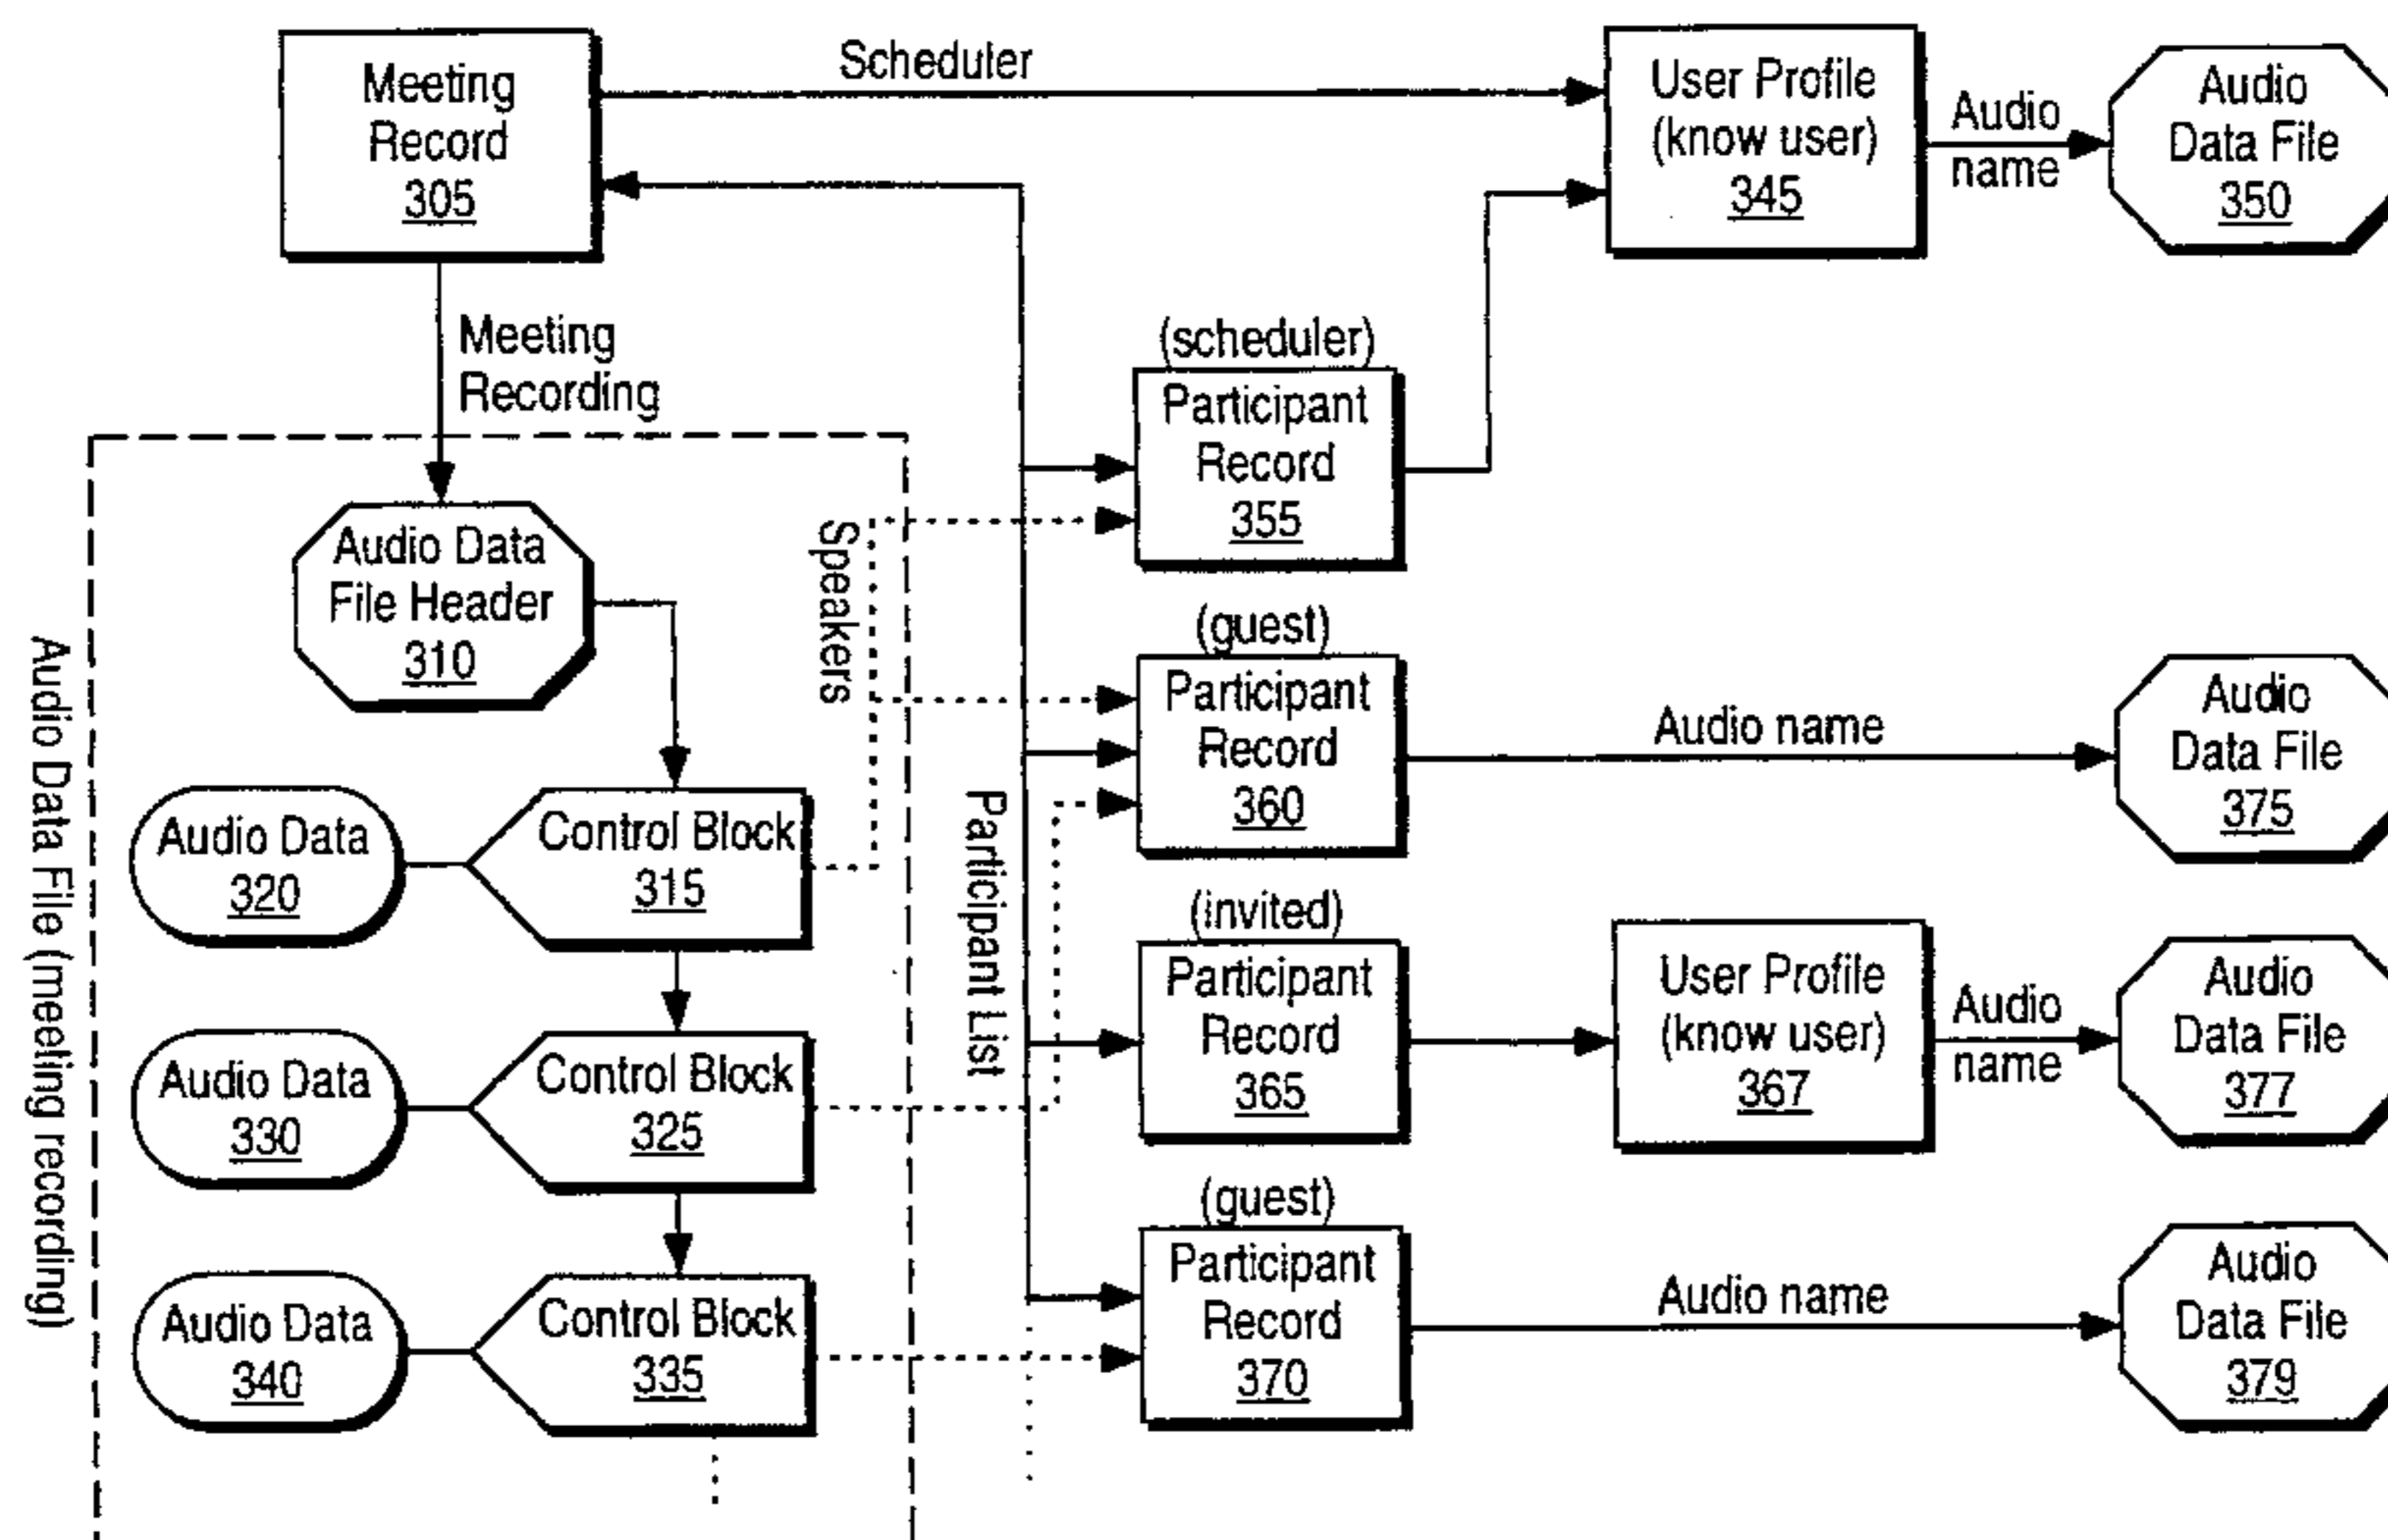 Meeting
Record
305
Scheduler
User Profile
(know user)
345
Audio
name
Audio
Data File
350
Meeting
Recording
(scheduler)
Participant
Record
355
Audio Data File (meeting recording)
Audio Data
File Header
310
Speakers
(guest)
Participant
Record
360
Audio name
Audio
Data File
375
Audio Data
320
Control Block
315
Participant List
(invited)
Participant
Record
365
User Profile
(know user)
367
Audio
name
Audio
Data File
377
Audio Data
330
Control Block
325
(guest)
Participant
Record
370
Audio name
Audio
Data File
379
Audio Data
340
Control Block
335